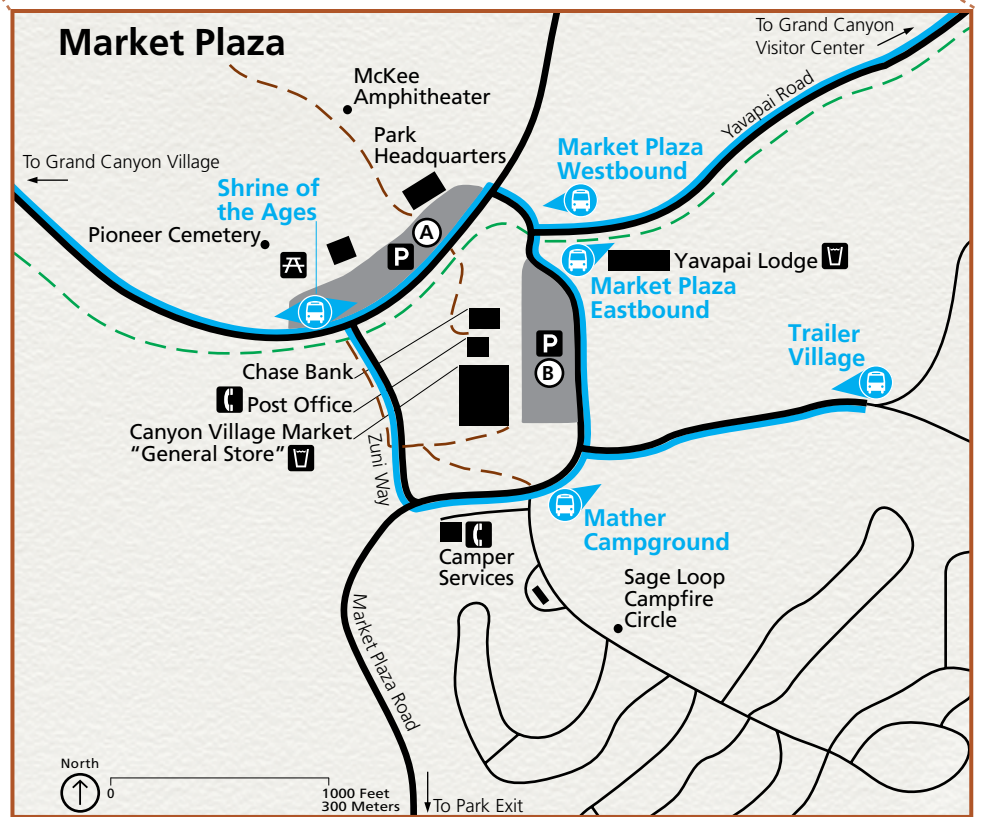 Market Plaza
To Grand Canyon
Visitor Center
McKee
Amphitheater
Yavapai Road
Park
Headquarters
Market Plaza
Westbound
To Grand Canyon Village
Shrine of
the Ages
Pioneer Cemetery
A
P
Yavapai Lodge
Market Plaza
Eastbound
Trailer
Village
P
B
Chase Bank
Post Office
Canyon Village Market
"General Store"
Zuni Way
Mather
Campground
Camper
Services
Sage Loop
Campfire
Circle
Market Plaza Road
North
0
1000 Feet
300 Meters
To Park Exit